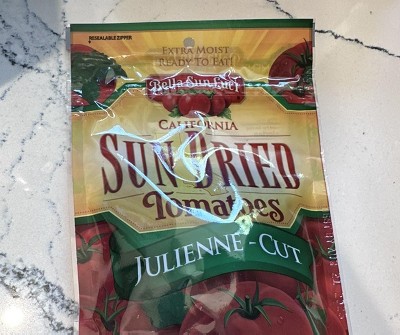 RESEALABLE ZIPPER
EXTRA MOIST
READY TO EAT!
Bella Sun Luci
CALIFORNIA
SUN DRIED
Tomatoes
JULIENNE-CUT